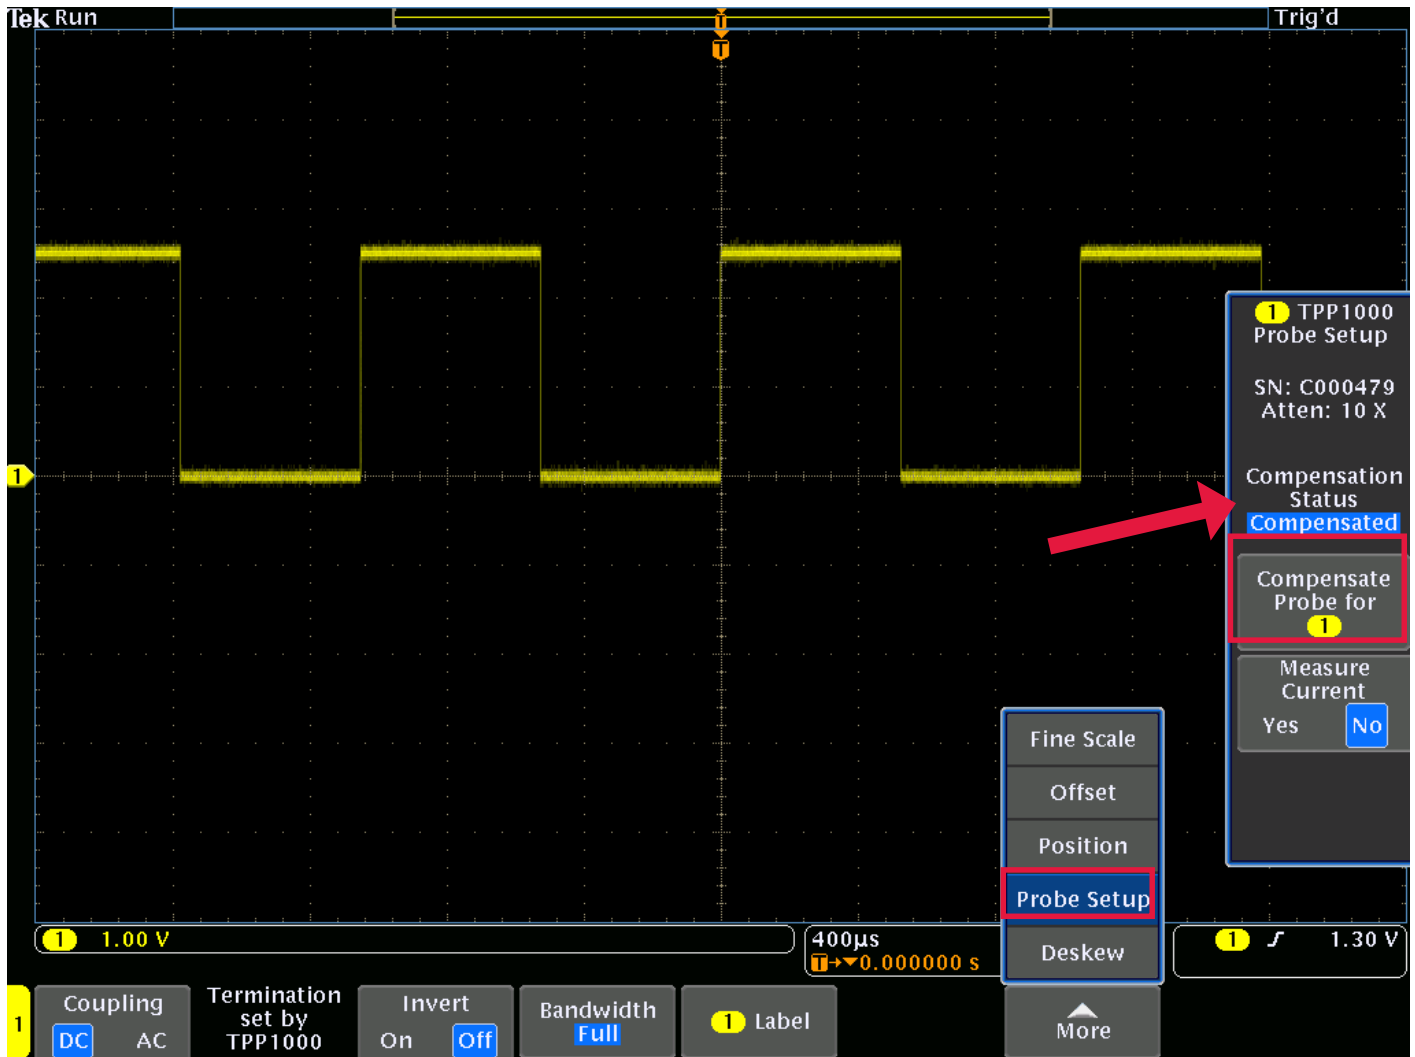 Tek Run
Trig'd
T
T
1
1 TPP1000
Probe Setup
SN: C000479
Atten: 10 X
Compensation
Status
Compensated
Compensate
Probe for
1
Measure
Current
Yes No
Fine Scale
Offset
Position
Probe Setup
Deskew
1 1.00 V
400µs
T→▼0.000000 s
1 1.30 V
1
Coupling
DC AC
Termination
set by
TPP1000
Invert
On Off
Bandwidth
Full
1 Label
More